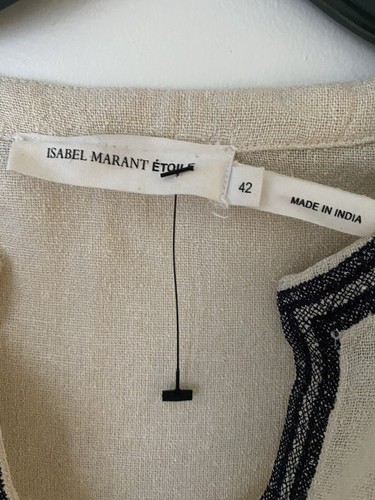 ISABEL MARANT ÉTOILE
42
MADE IN INDIA